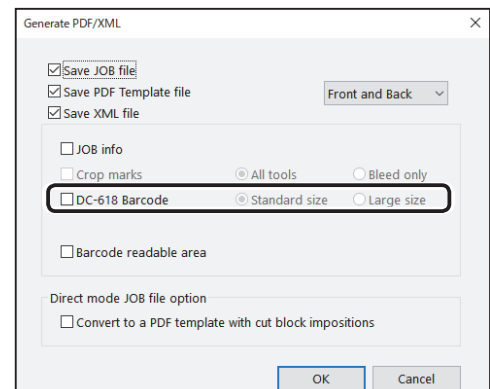 Generate PDF/XML
Save JOB file
Save PDF Template file Front and Back
Save XML file
JOB info
Crop marks All tools Bleed only
DC-618 Barcode Standard size Large size
Barcode readable area
Direct mode JOB file option
Convert to a PDF template with cut block impositions
OK Cancel